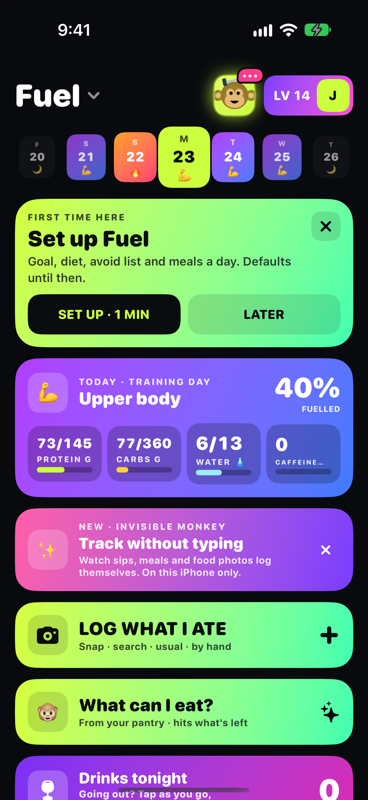 9:41
Fuel
LV 14
J
F
20
S
21
S
22
M
23
T
24
W
25
T
26
FIRST TIME HERE
Set up Fuel
Goal, diet, avoid list and meals a day. Defaults
until then.
SET UP · 1 MIN
LATER
TODAY · TRAINING DAY
Upper body
40%
FUELLED
73/145
PROTEIN G
77/360
CARBS G
6/13
WATER
0
CAFFEINE...
NEW · INVISIBLE MONKEY
Track without typing
Watch sips, meals and food photos log
themselves. On this iPhone only.
LOG WHAT I ATE
Snap · search · usual · by hand
What can I eat?
From your pantry · hits what's left
Drinks tonight
Going out? Tap as you go,
0